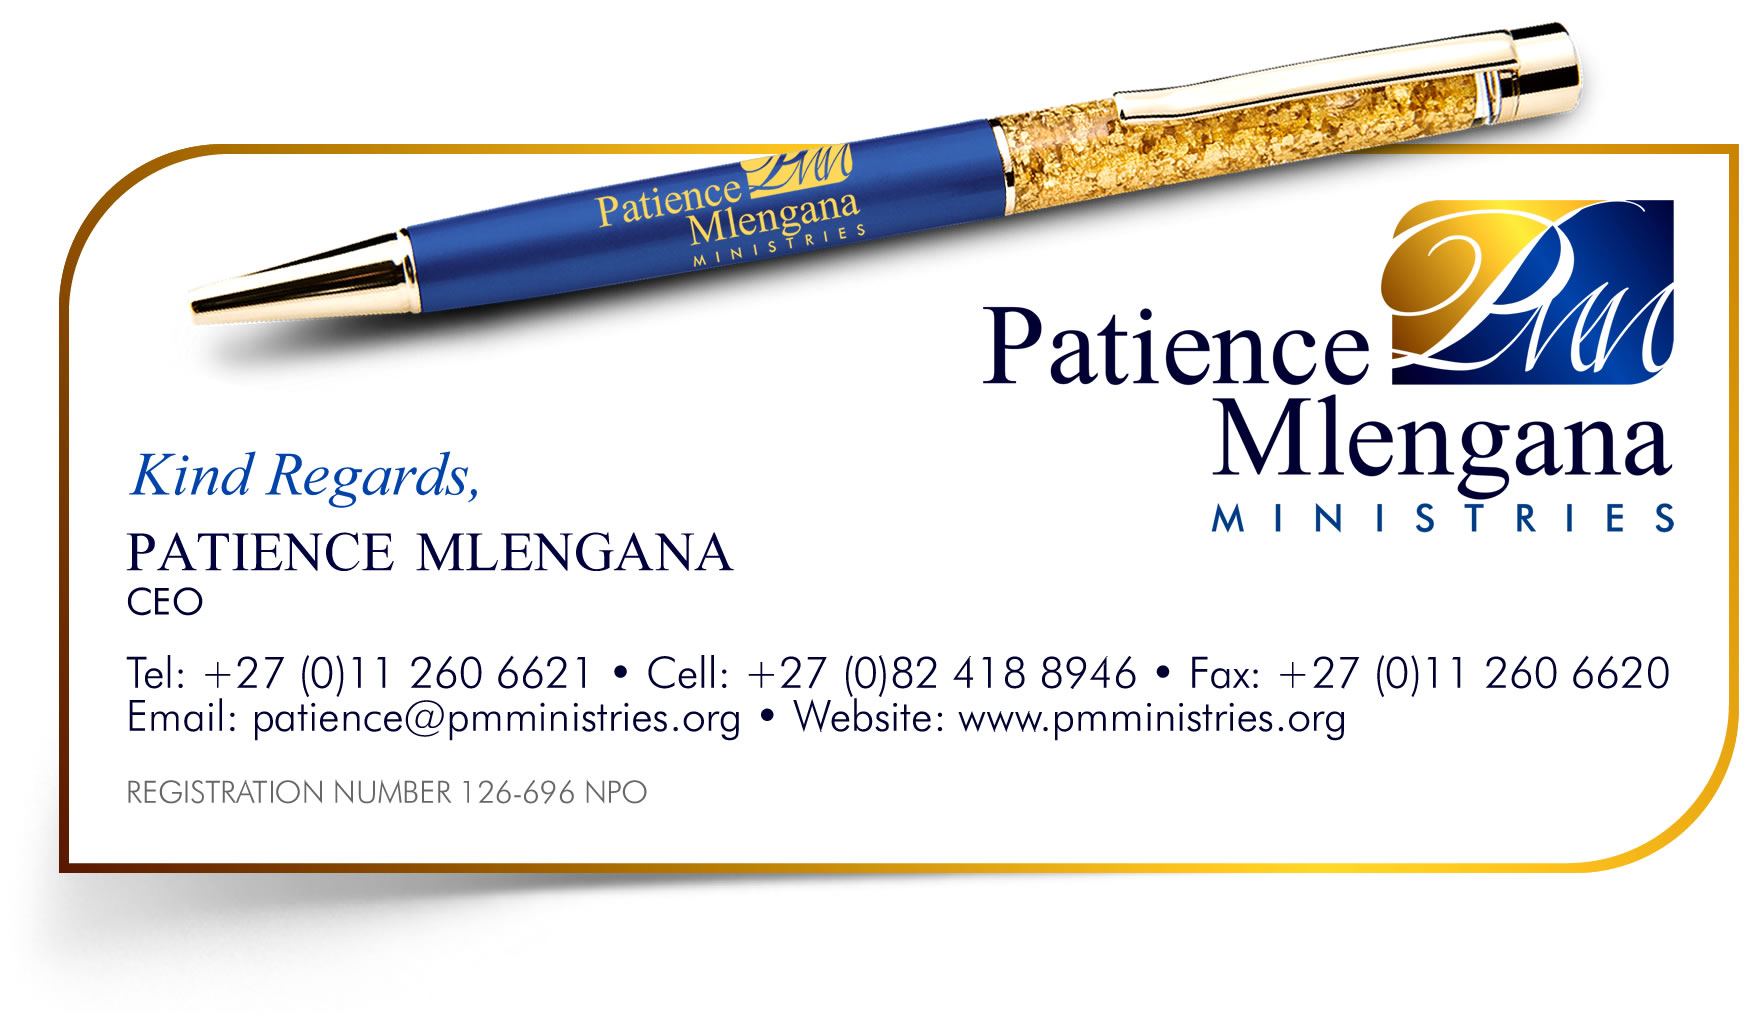 Patience
Mlengana
MINISTRIES
Patience PMM
Mlengana
MINISTRIES
Kind Regards,
PATIENCE MLENGANA
CEO
Tel: +27 (0)11 260 6621 • Cell: +27 (0)82 418 8946 • Fax: +27 (0)11 260 6620
Email: patience@pmministries.org • Website: www.pmministries.org
REGISTRATION NUMBER 126-696 NPO